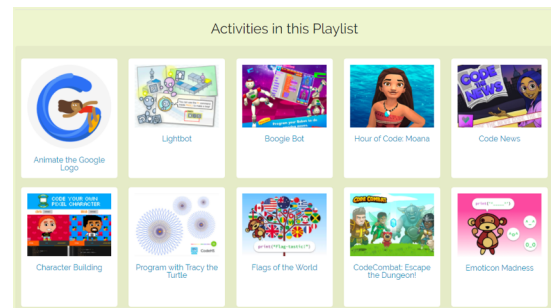 Activities in this Playlist
CODE
NEWS
Animate the Google
Logo
Lightbot
Boogie Bot
Hour of Code: Moana
Code News
CODE YOUR OWN
PIXEL CHARACTER
print("flag-tastic!")
CODE COMBAT
print("_____")
Character Building
Program with Tracy the
Turtle
Flags of the World
CodeCombat: Escape
the Dungeon!
Emoticon Madness